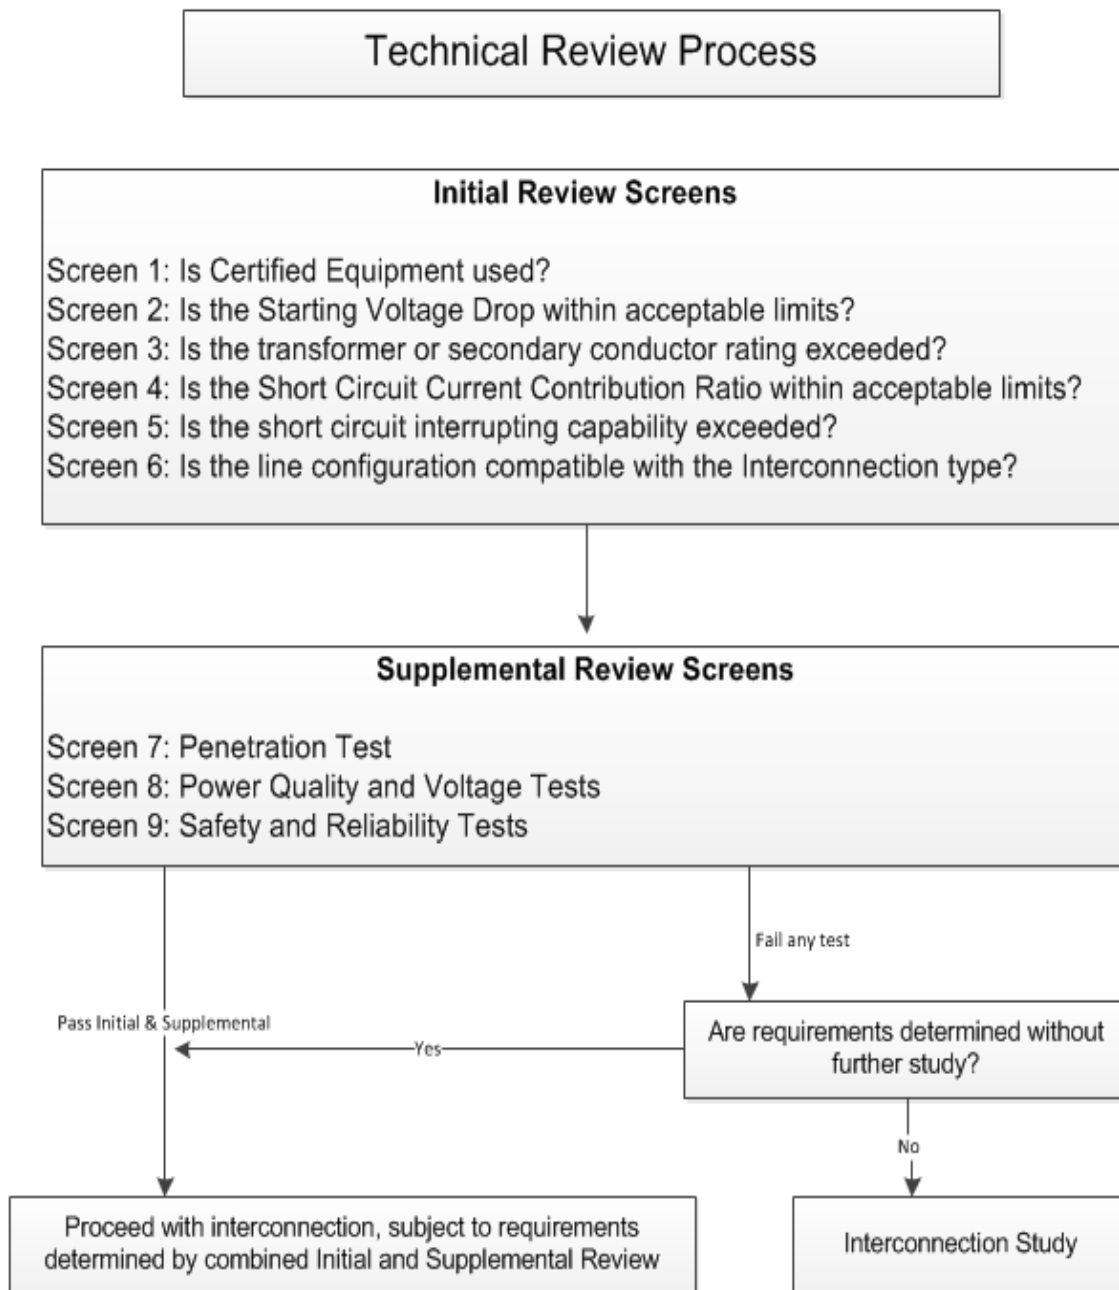 Technical Review Process
Initial Review Screens
Screen 1: Is Certified Equipment used?
Screen 2: Is the Starting Voltage Drop within acceptable limits?
Screen 3: Is the transformer or secondary conductor rating exceeded?
Screen 4: Is the Short Circuit Current Contribution Ratio within acceptable limits?
Screen 5: Is the short circuit interrupting capability exceeded?
Screen 6: Is the line configuration compatible with the Interconnection type?
Supplemental Review Screens
Screen 7: Penetration Test
Screen 8: Power Quality and Voltage Tests
Screen 9: Safety and Reliability Tests
Fail any test
Pass Initial & Supplemental
Are requirements determined without
further study?
Yes
No
Proceed with interconnection, subject to requirements
determined by combined Initial and Supplemental Review
Interconnection Study